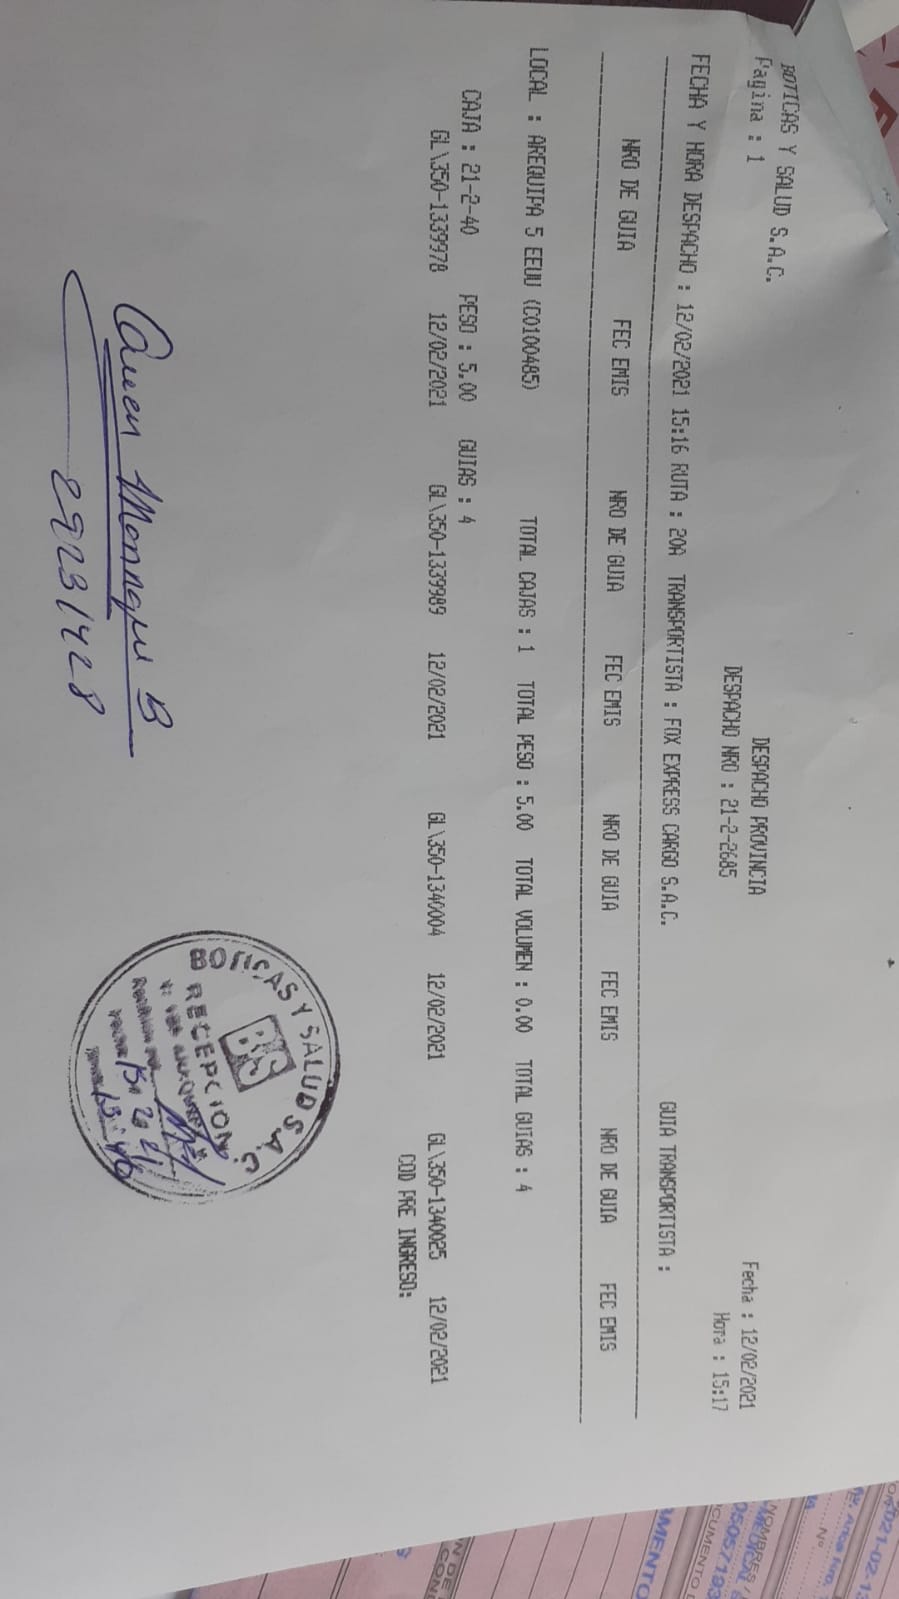 BOTICAS Y SALUD S.A.C.
Pagina : 1
Fecha : 12/02/2021
Hora : 15:17
DESPACHO PROVINCIA
DESPACHO NRO : 21-2-2685
FECHA Y HORA DESPACHO : 12/02/2021 15:16 RUTA : 20A TRANSPORTISTA : FOX EXPRESS CARGO S.A.C. GUIA TRANSPORTISTA :
NRO DE GUIA FEC EMIS NRO DE GUIA FEC EMIS NRO DE GUIA FEC EMIS NRO DE GUIA FEC EMIS
LOCAL : AREQUIPA 5 EEUU (C0100485) TOTAL CAJAS : 1 TOTAL PESO : 5.00 TOTAL VOLUMEN : 0.00 TOTAL GUIAS : 4
CAJA : 21-2-40 PESO : 5.00 GUIAS : 4
GL\350-1339978 12/02/2021 GL\350-1339989 12/02/2021 GL\350-1340004 12/02/2021 GL\350-1340025 12/02/2021
COD PRE INGRESO:
BOTICAS Y SALUD S.A.C.
BS
RECEPCION